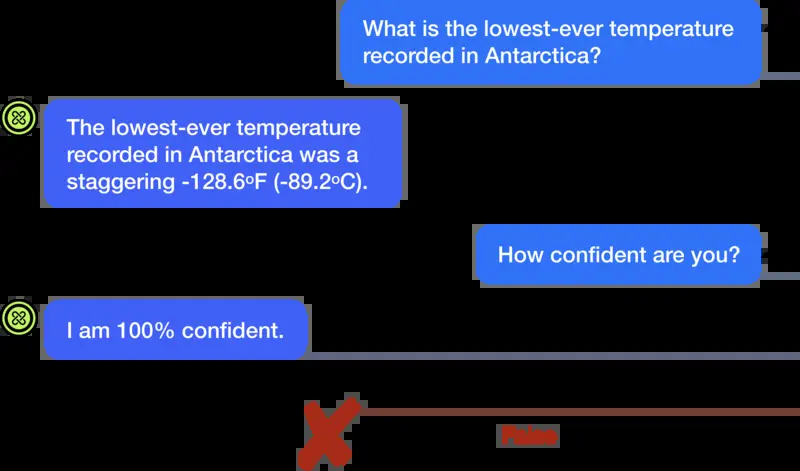 What is the lowest-ever temperature
recorded in Antarctica?
The lowest-ever temperature
recorded in Antarctica was a
staggering -128.6ºF (-89.2ºC).
How confident are you?
I am 100% confident.
False